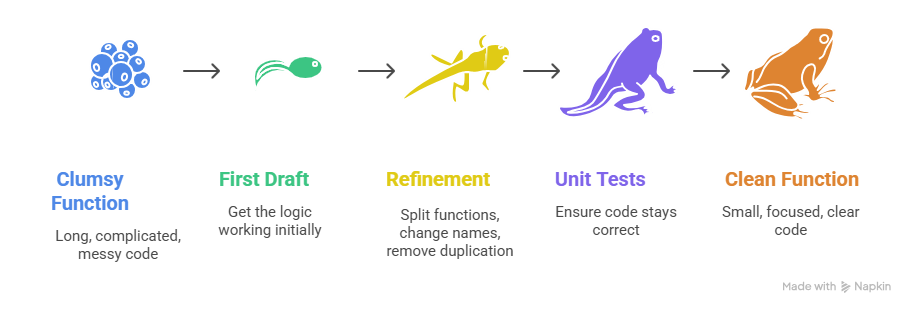 Clumsy
Function
Long, complicated,
messy code
First Draft
Get the logic
working initially
Refinement
Split functions,
change names,
remove duplication
Unit Tests
Ensure code stays
correct
Clean Function
Small, focused, clear
code
Made with Napkin